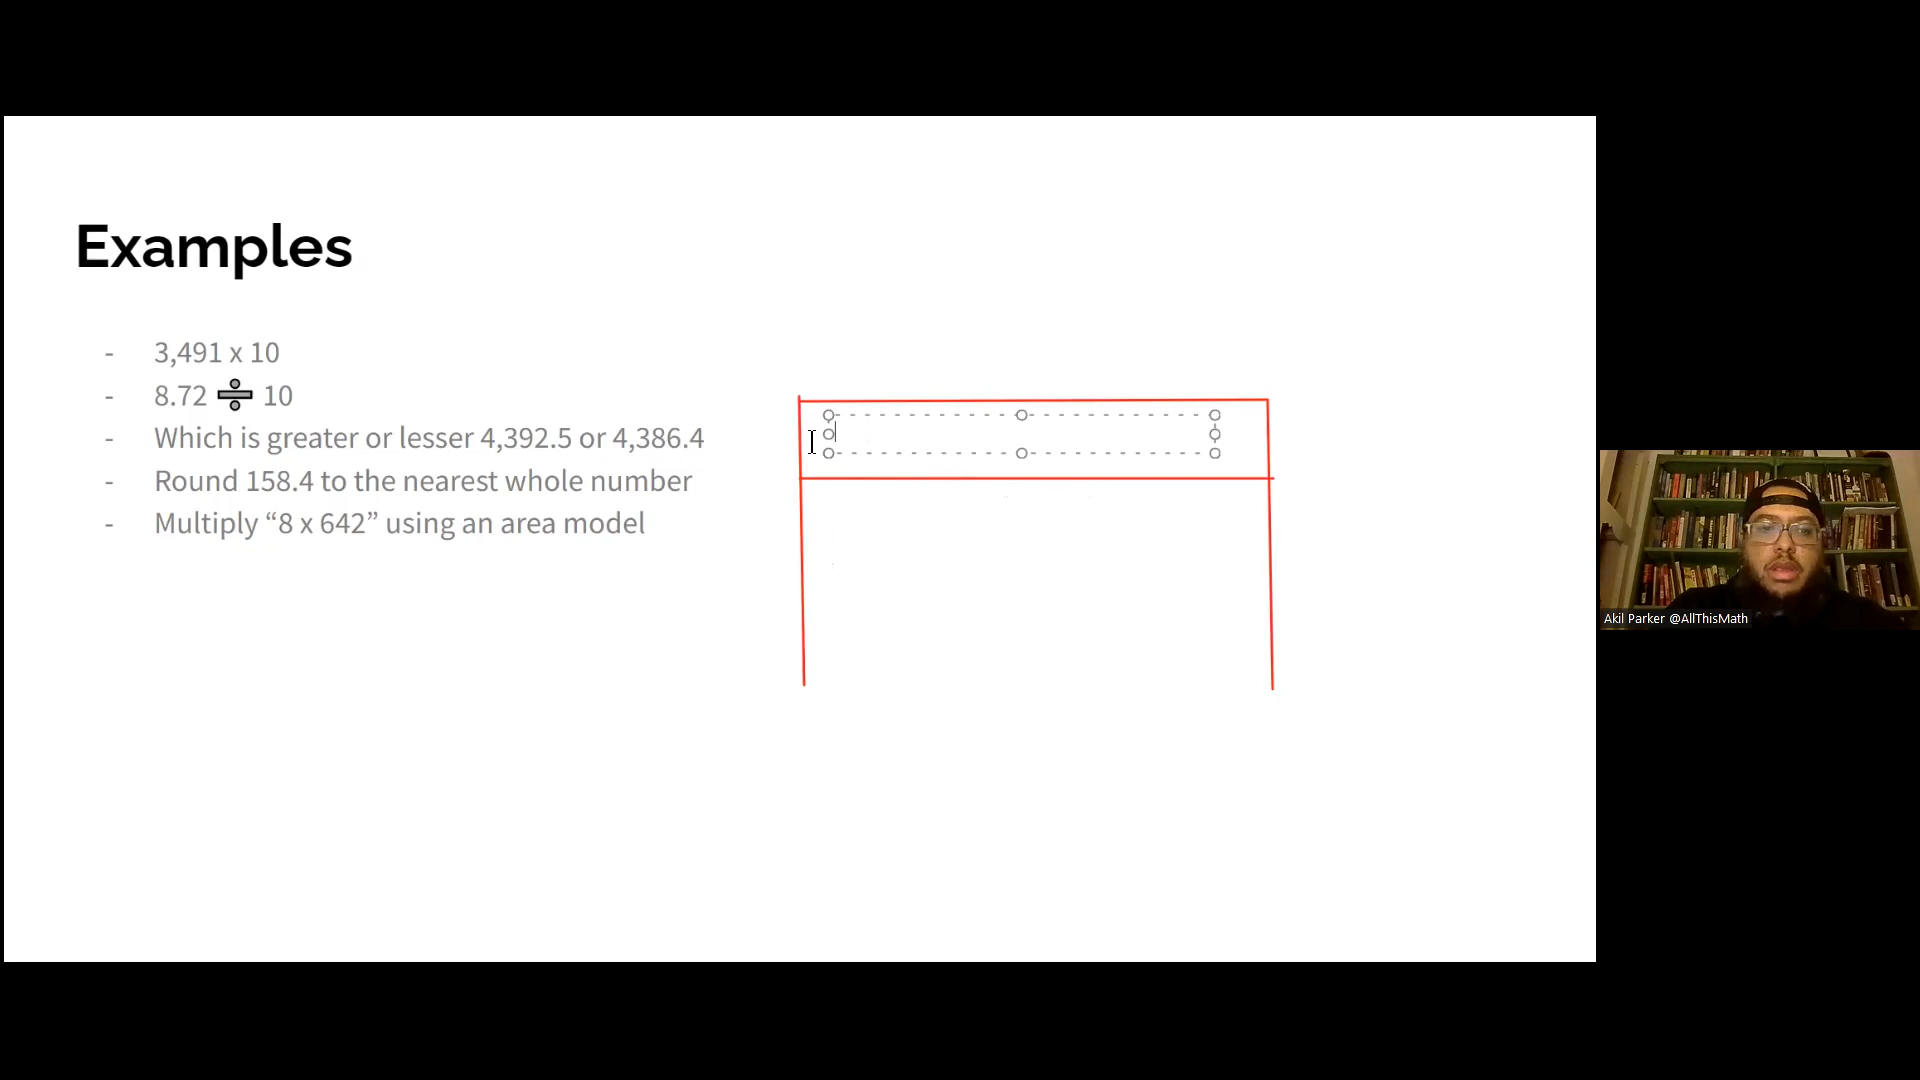 Examples
- 3,491 x 10
- 8.72 ➗ 10
- Which is greater or lesser 4,392.5 or 4,386.4
- Round 158.4 to the nearest whole number
- Multiply “8 x 642” using an area model
Akil Parker @AllThisMath